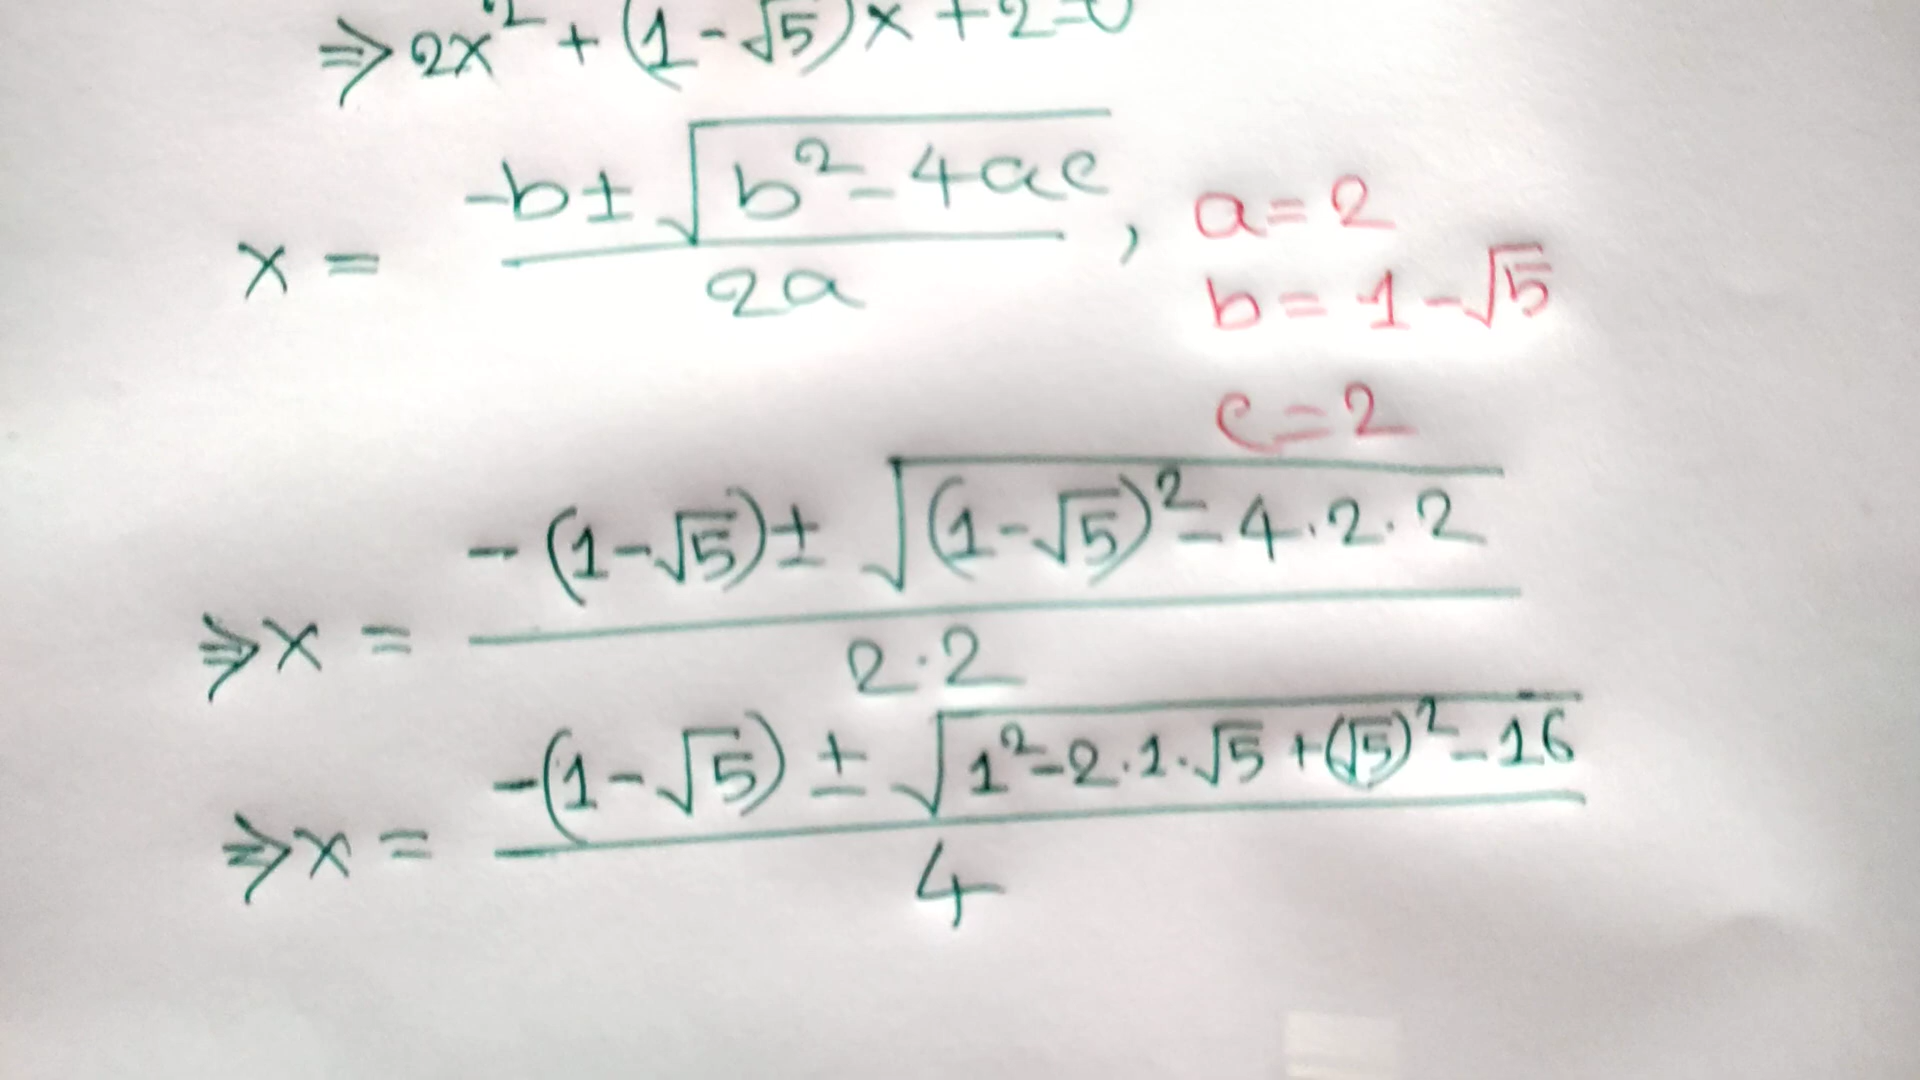 ⇒ 2x² + (1-√5)x + 2=0
x = (-b ± √(b² - 4ac)) / 2a , a = 2
b = 1-√5
c = 2
⇒ x = (-(1-√5) ± √((1-√5)² - 4·2·2)) / 2·2
⇒ x = (-(1-√5) ± √(1² - 2·1·√5 + (√5)² - 16)) / 4